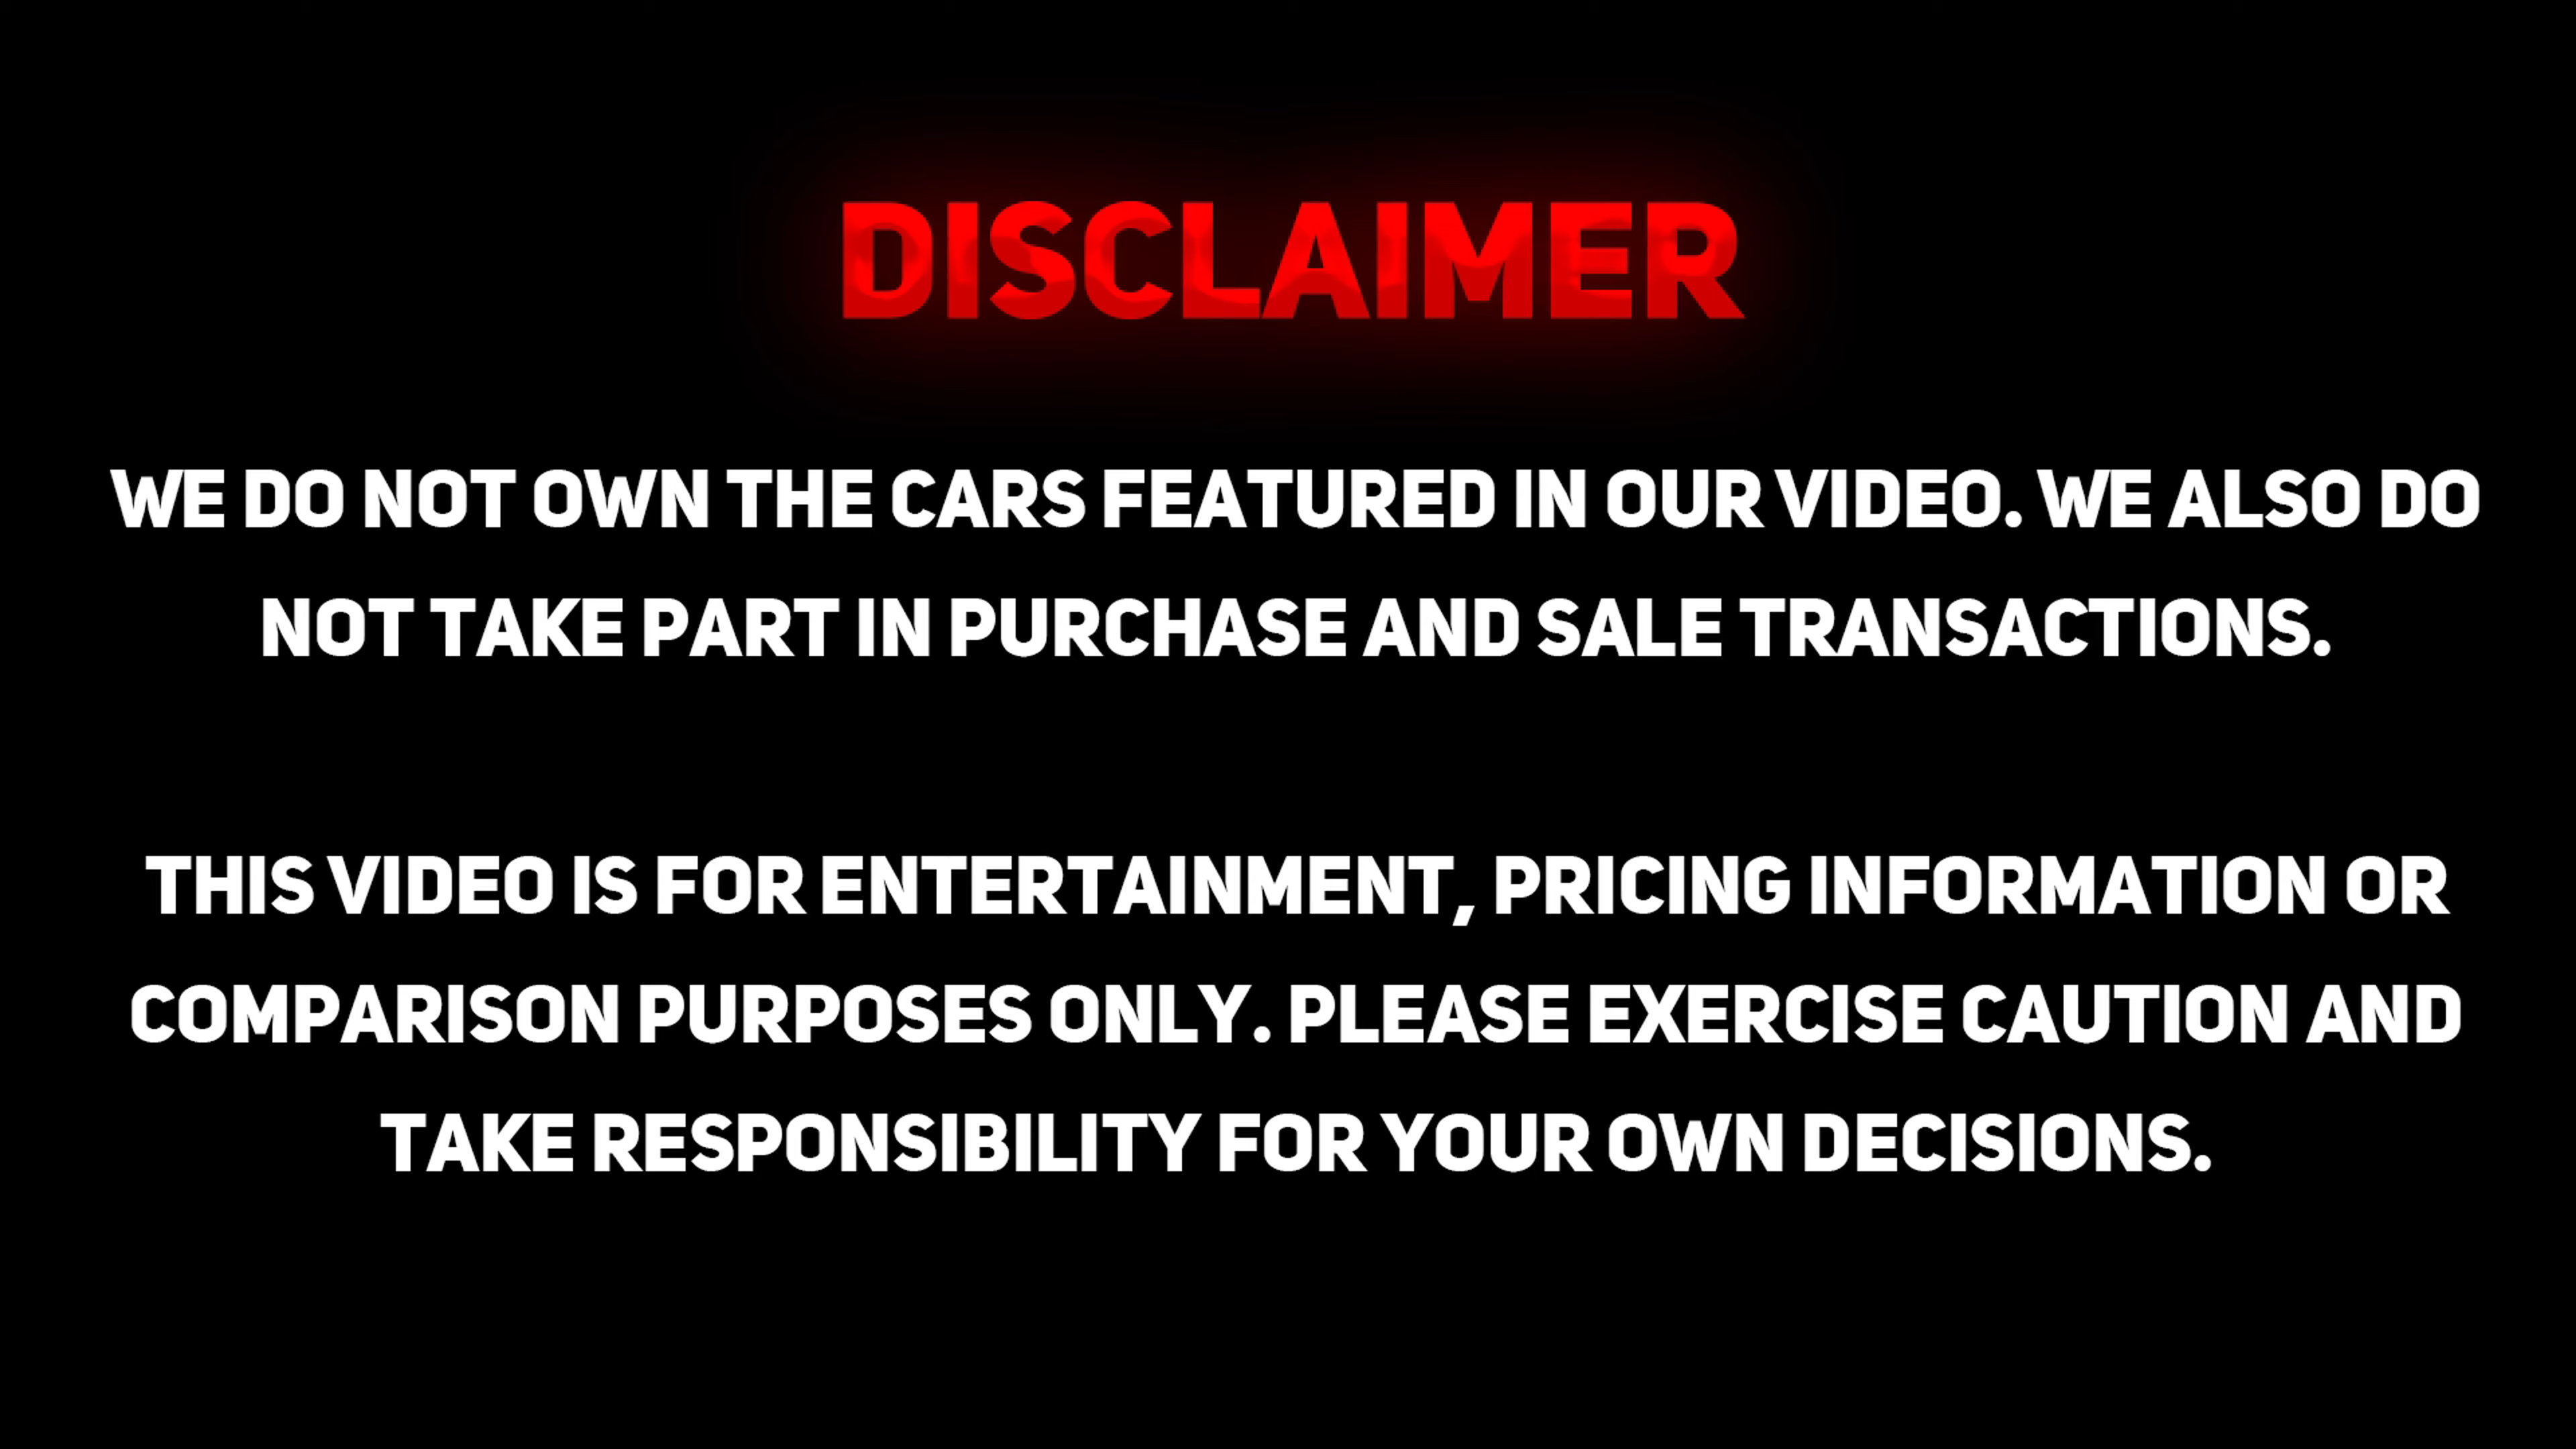 DISCLAIMER
WE DO NOT OWN THE CARS FEATURED IN OUR VIDEO. WE ALSO DO
NOT TAKE PART IN PURCHASE AND SALE TRANSACTIONS.
THIS VIDEO IS FOR ENTERTAINMENT, PRICING INFORMATION OR
COMPARISON PURPOSES ONLY. PLEASE EXERCISE CAUTION AND
TAKE RESPONSIBILITY FOR YOUR OWN DECISIONS.